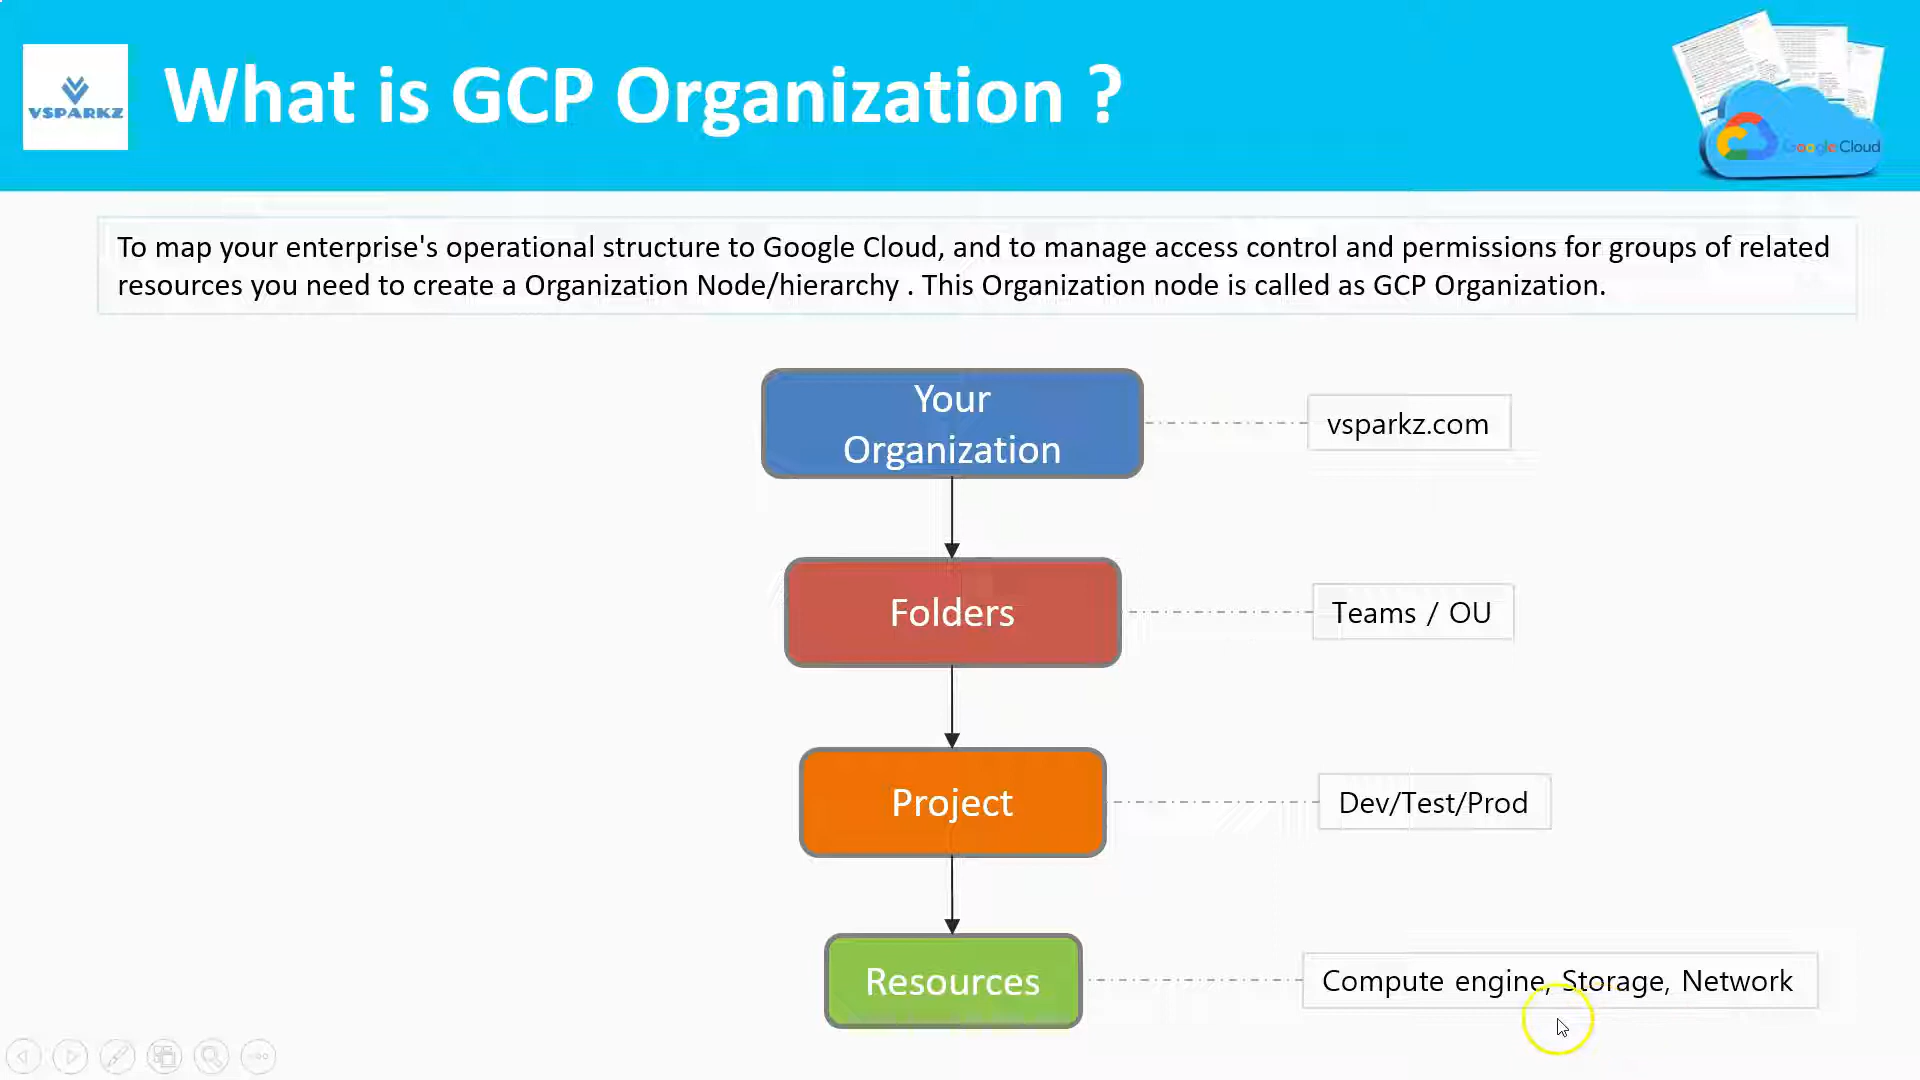 VSPARKZ
What is GCP Organization ?
Google Cloud
To map your enterprise's operational structure to Google Cloud, and to manage access control and permissions for groups of related
resources you need to create a Organization Node/hierarchy . This Organization node is called as GCP Organization.
Your
Organization
vsparkz.com
Folders
Teams / OU
Project
Dev/Test/Prod
Resources
Compute engine, Storage, Network